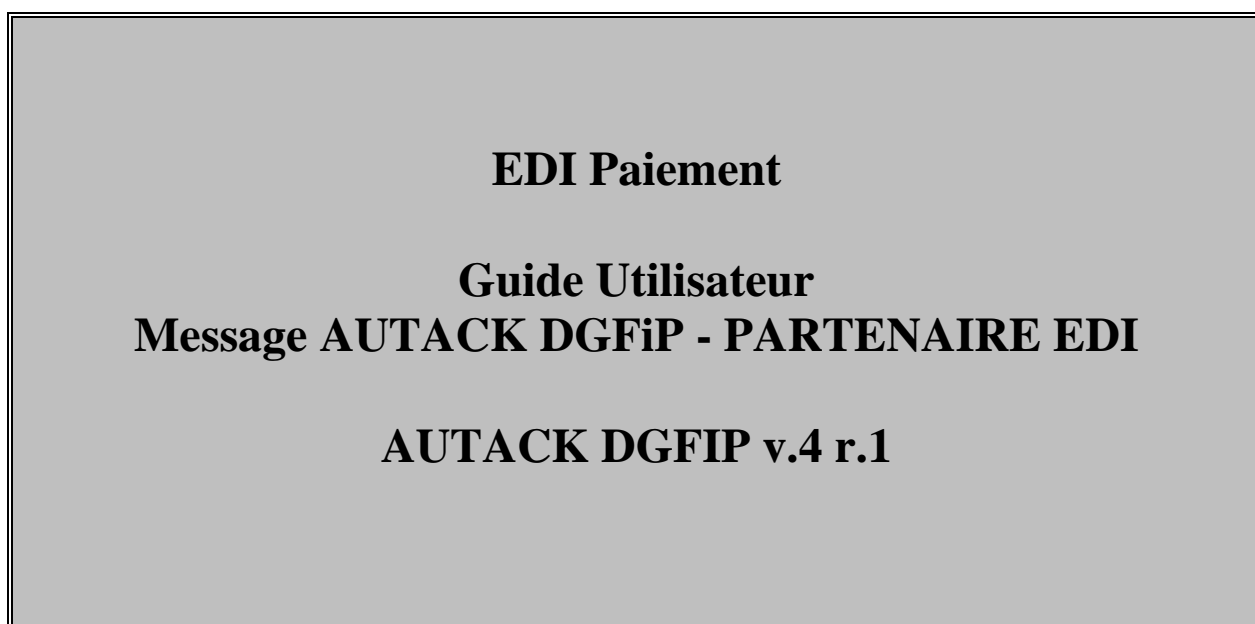 EDI Paiement
Guide Utilisateur
Message AUTACK DGFiP - PARTENAIRE EDI
AUTACK DGFIP v.4 r.1